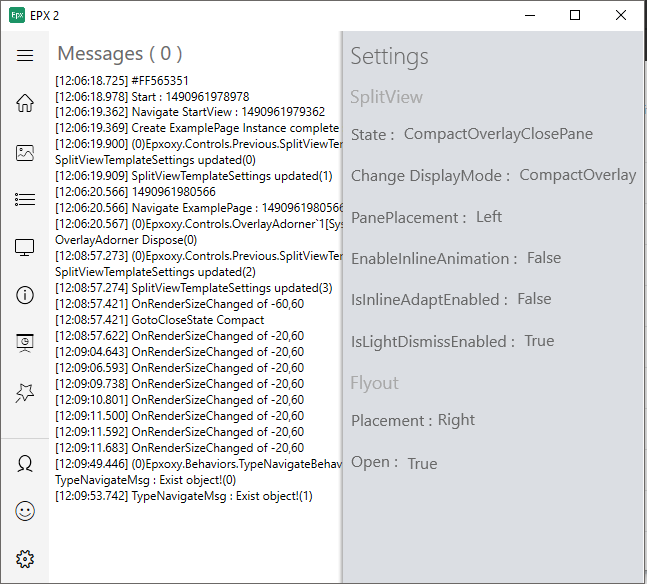 Epx EPX 2
Messages ( 0 )
[12:06:18.725] #FF565351
[12:06:18.978] Start : 1490961978978
[12:06:19.362] Navigate StartView : 1490961979362
[12:06:19.369] Create ExamplePage Instance complete
[12:06:19.900] (0)Epxoxy.Controls.Previous.SplitViewTem
SplitViewTemplateSettings updated(0)
[12:06:19.909] SplitViewTemplateSettings updated(1)
[12:06:20.566] 1490961980566
[12:06:20.566] Navigate ExamplePage : 1490961980566
[12:06:20.567] (0)Epxoxy.Controls.OverlayAdorner`1[Sys
OverlayAdorner Dispose(0)
[12:08:57.273] (0)Epxoxy.Controls.Previous.SplitViewTem
SplitViewTemplateSettings updated(2)
[12:08:57.274] SplitViewTemplateSettings updated(3)
[12:08:57.421] OnRenderSizeChanged of -60,60
[12:08:57.421] GotoCloseState Compact
[12:08:57.622] OnRenderSizeChanged of -20,60
[12:09:04.643] OnRenderSizeChanged of -20,60
[12:09:06.593] OnRenderSizeChanged of -20,60
[12:09:09.738] OnRenderSizeChanged of -20,60
[12:09:10.801] OnRenderSizeChanged of -20,60
[12:09:11.500] OnRenderSizeChanged of -20,60
[12:09:11.592] OnRenderSizeChanged of -20,60
[12:09:11.683] OnRenderSizeChanged of -20,60
[12:09:49.446] (0)Epxoxy.Behaviors.TypeNavigateBehav
TypeNavigateMsg : Exist object!(0)
[12:09:53.742] TypeNavigateMsg : Exist object!(1)
Settings
SplitView
State : CompactOverlayClosePane
Change DisplayMode : CompactOverlay
PanePlacement : Left
EnableInlineAnimation : False
IsInlineAdaptEnabled : False
IsLightDismissEnabled : True
Flyout
Placement : Right
Open : True